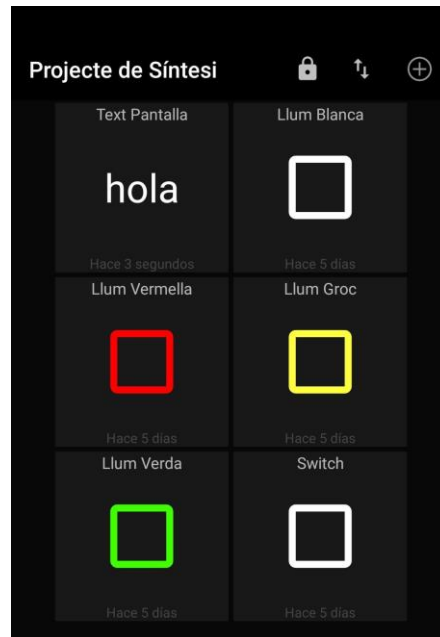 Projecte de Síntesi
Text Pantalla
Llum Blanca
hola
Hace 3 segundos
Hace 5 días
Llum Vermella
Llum Groc
Hace 5 días
Hace 5 días
Llum Verda
Switch
Hace 5 días
Hace 5 días